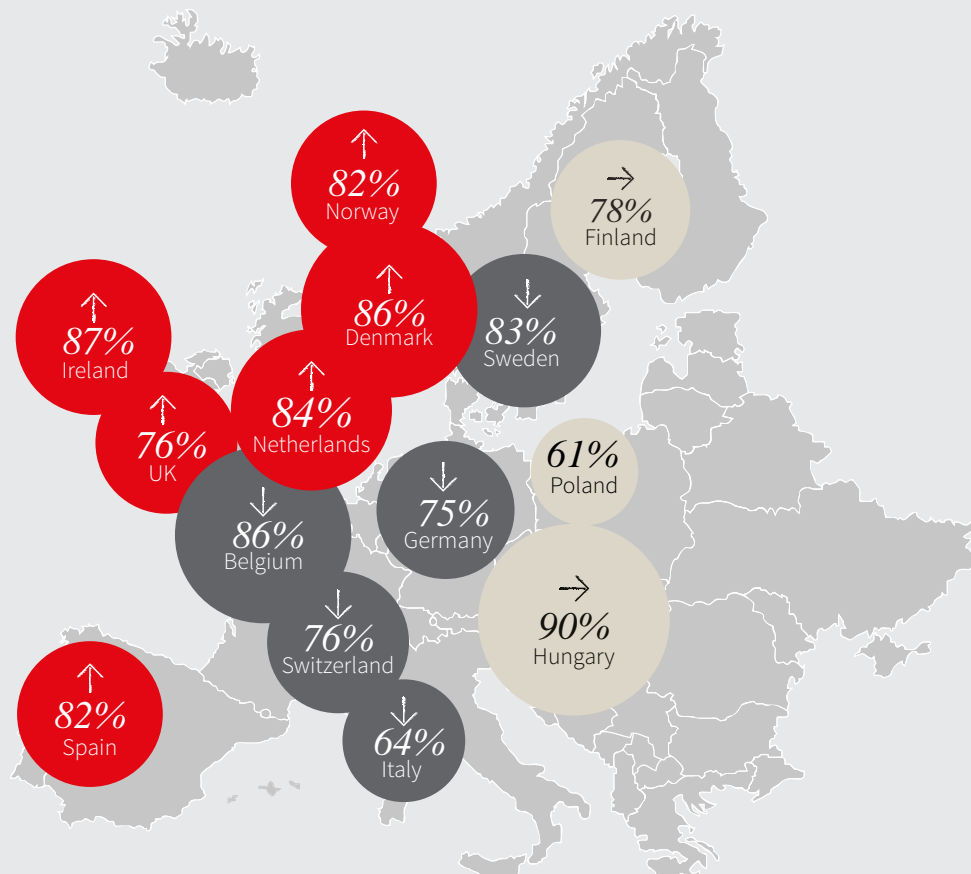 82%
Norway
78%
Finland
86%
Denmark
87%
Ireland
83%
Sweden
84%
Netherlands
76%
UK
61%
Poland
75%
Germany
86%
Belgium
90%
Hungary
76%
Switzerland
82%
Spain
64%
Italy